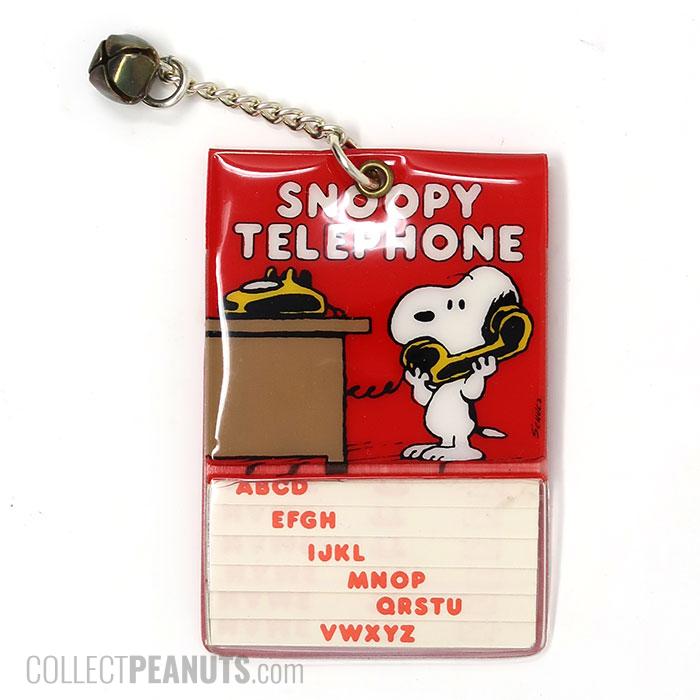 SNOOPY
TELEPHONE
SCHULZ
ABCD
EFGH
IJKL
MNOP
QRSTU
VWXYZ
COLLECTPEANUTS.com